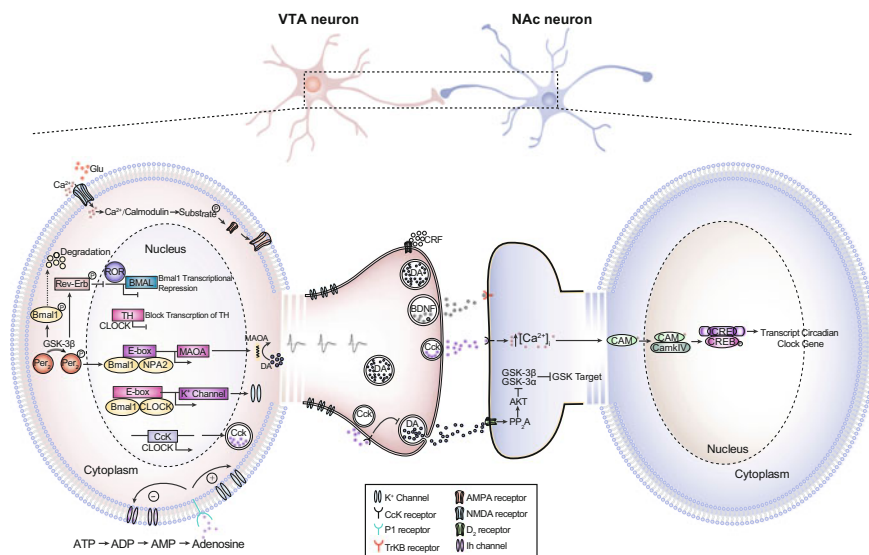 VTA neuron
NAc neuron
Glu
Ca²⁺
Ca²⁺/Calmodulin
Substrate
P
Degradation
Nucleus
ROR
Rev-Erb
P
BMAL
Bmal1 Transcriptional
Repression
TH
Block Transcrption of TH
CLOCK
Bmal1
P
GSK-3β
Per₂
Per₂
P
E-box
MAOA
Bmal1
NPA2
MAOA
DA
E-box
K⁺ Channel
Bmal1
CLOCK
CcK
CLOCK
Cck
Cytoplasm
−
+
ATP
ADP
AMP
Adenosine
CRF
DA
BDNF
Cck
DA
Cck
DA
[Ca²⁺]ᵢ
GSK-3β
GSK-3α
GSK Target
AKT
PP₂A
CAM
CAM
CamkIV
CREB
CREB
P
Transcript Circadian
Clock Gene
Nucleus
Cytoplasm
K⁺ Channel
CcK receptor
P1 receptor
TrKB receptor
AMPA receptor
NMDA receptor
D₂ receptor
Ih channel